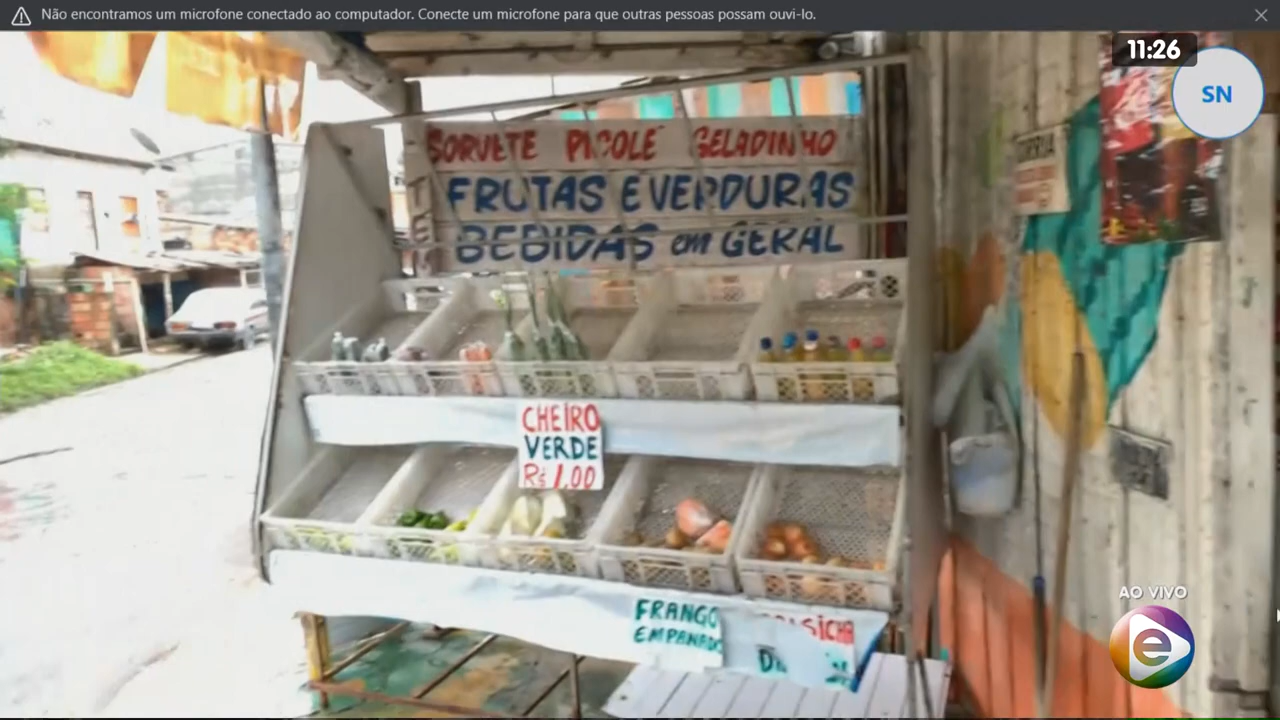 Não encontramos um microfone conectado ao computador. Conecte um microfone para que outras pessoas possam ouvi-lo.
11:26
SN
SORVETE PICOLE GELADINHO
FRUTAS E VERDURAS
BEBIDAS em GERAL
CHEIRO
VERDE
R$ 1,00
FRANGO
EMPANADO
AO VIVO
e